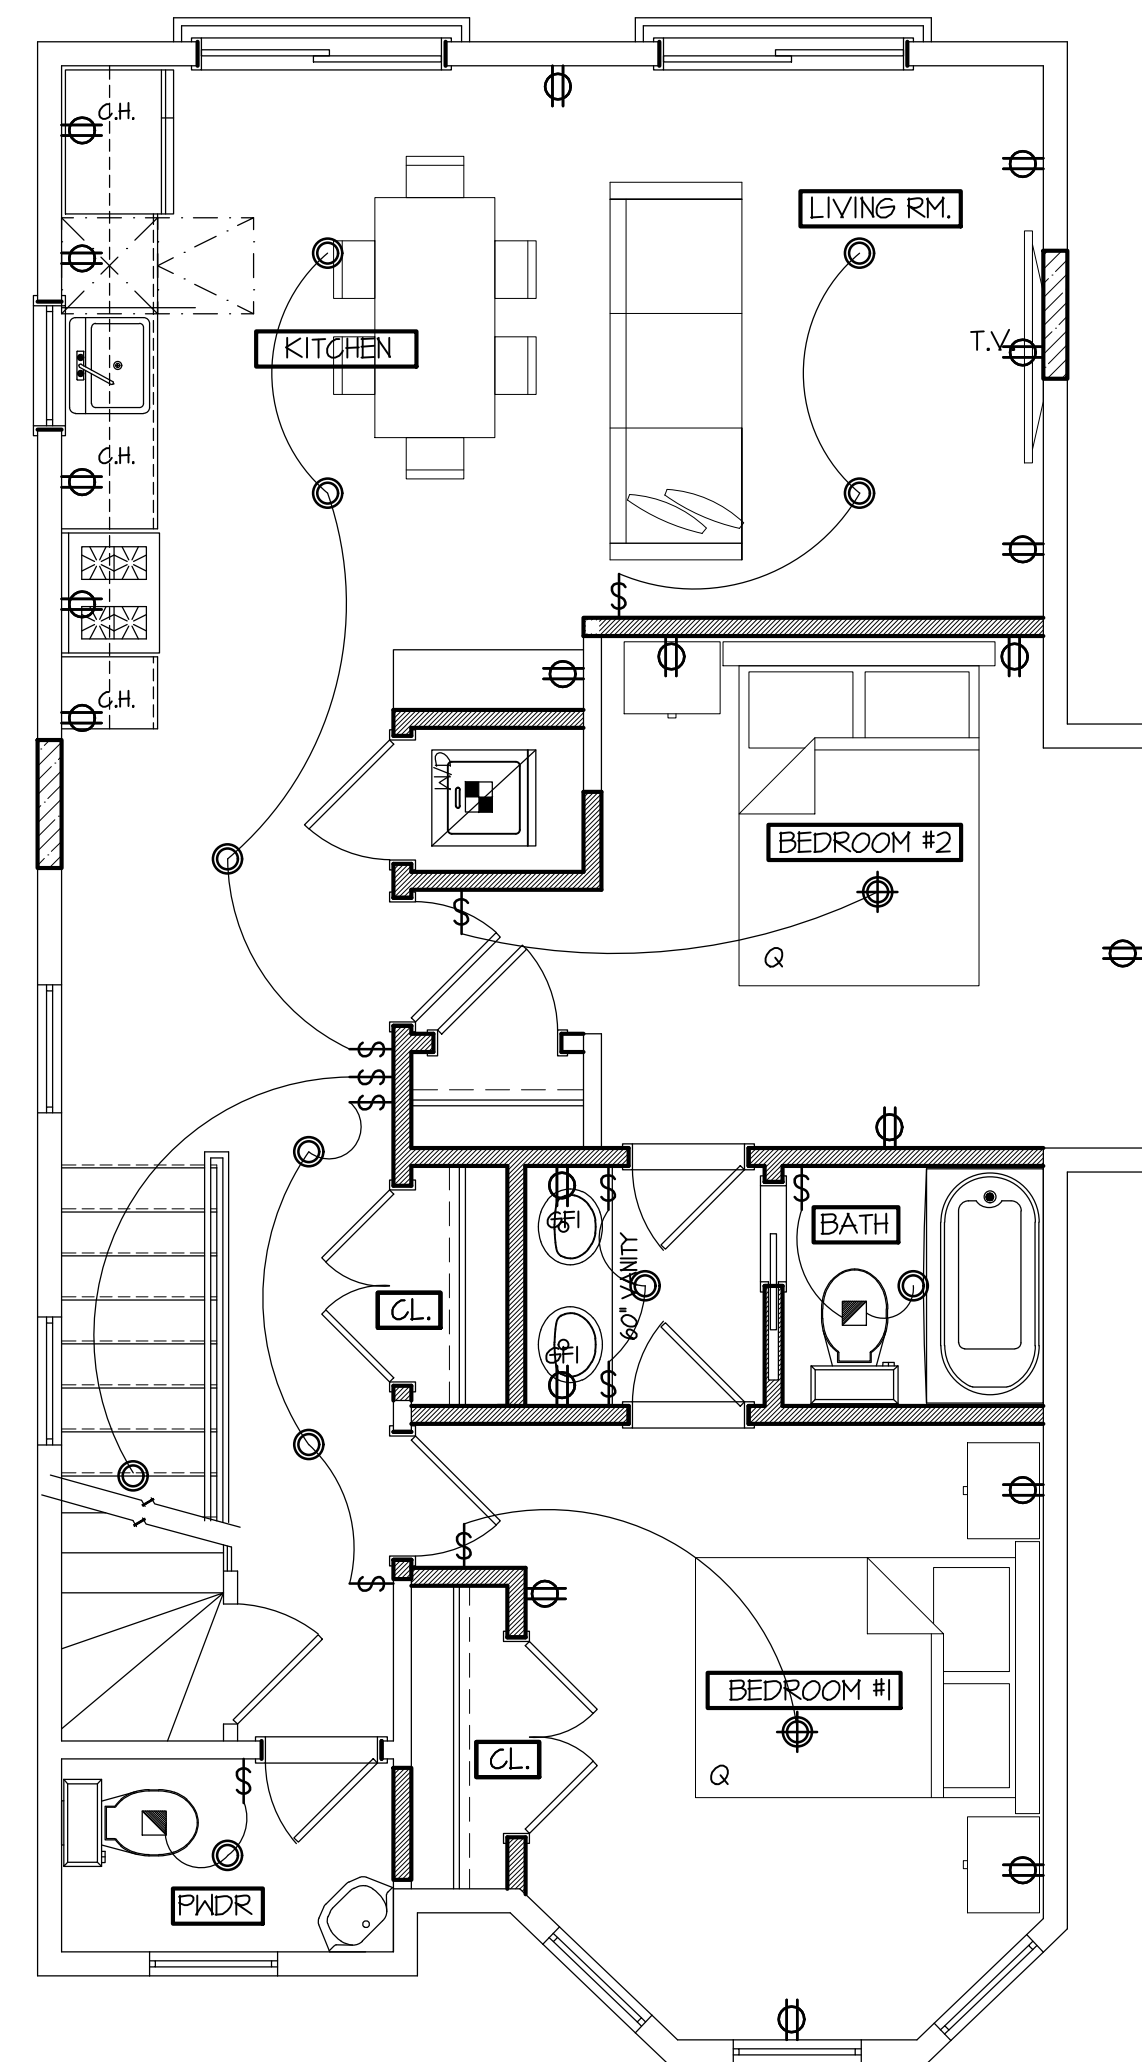 C.H.
LIVING RM.
KITCHEN
T.V.
C.H.
$
C.H.
W/D
BEDROOM #2
$
Q
$
$
$
$
$
GFI
BATH
60" VANITY
CL.
GFI
$
$
$
BEDROOM #1
CL.
Q
$
PWDR